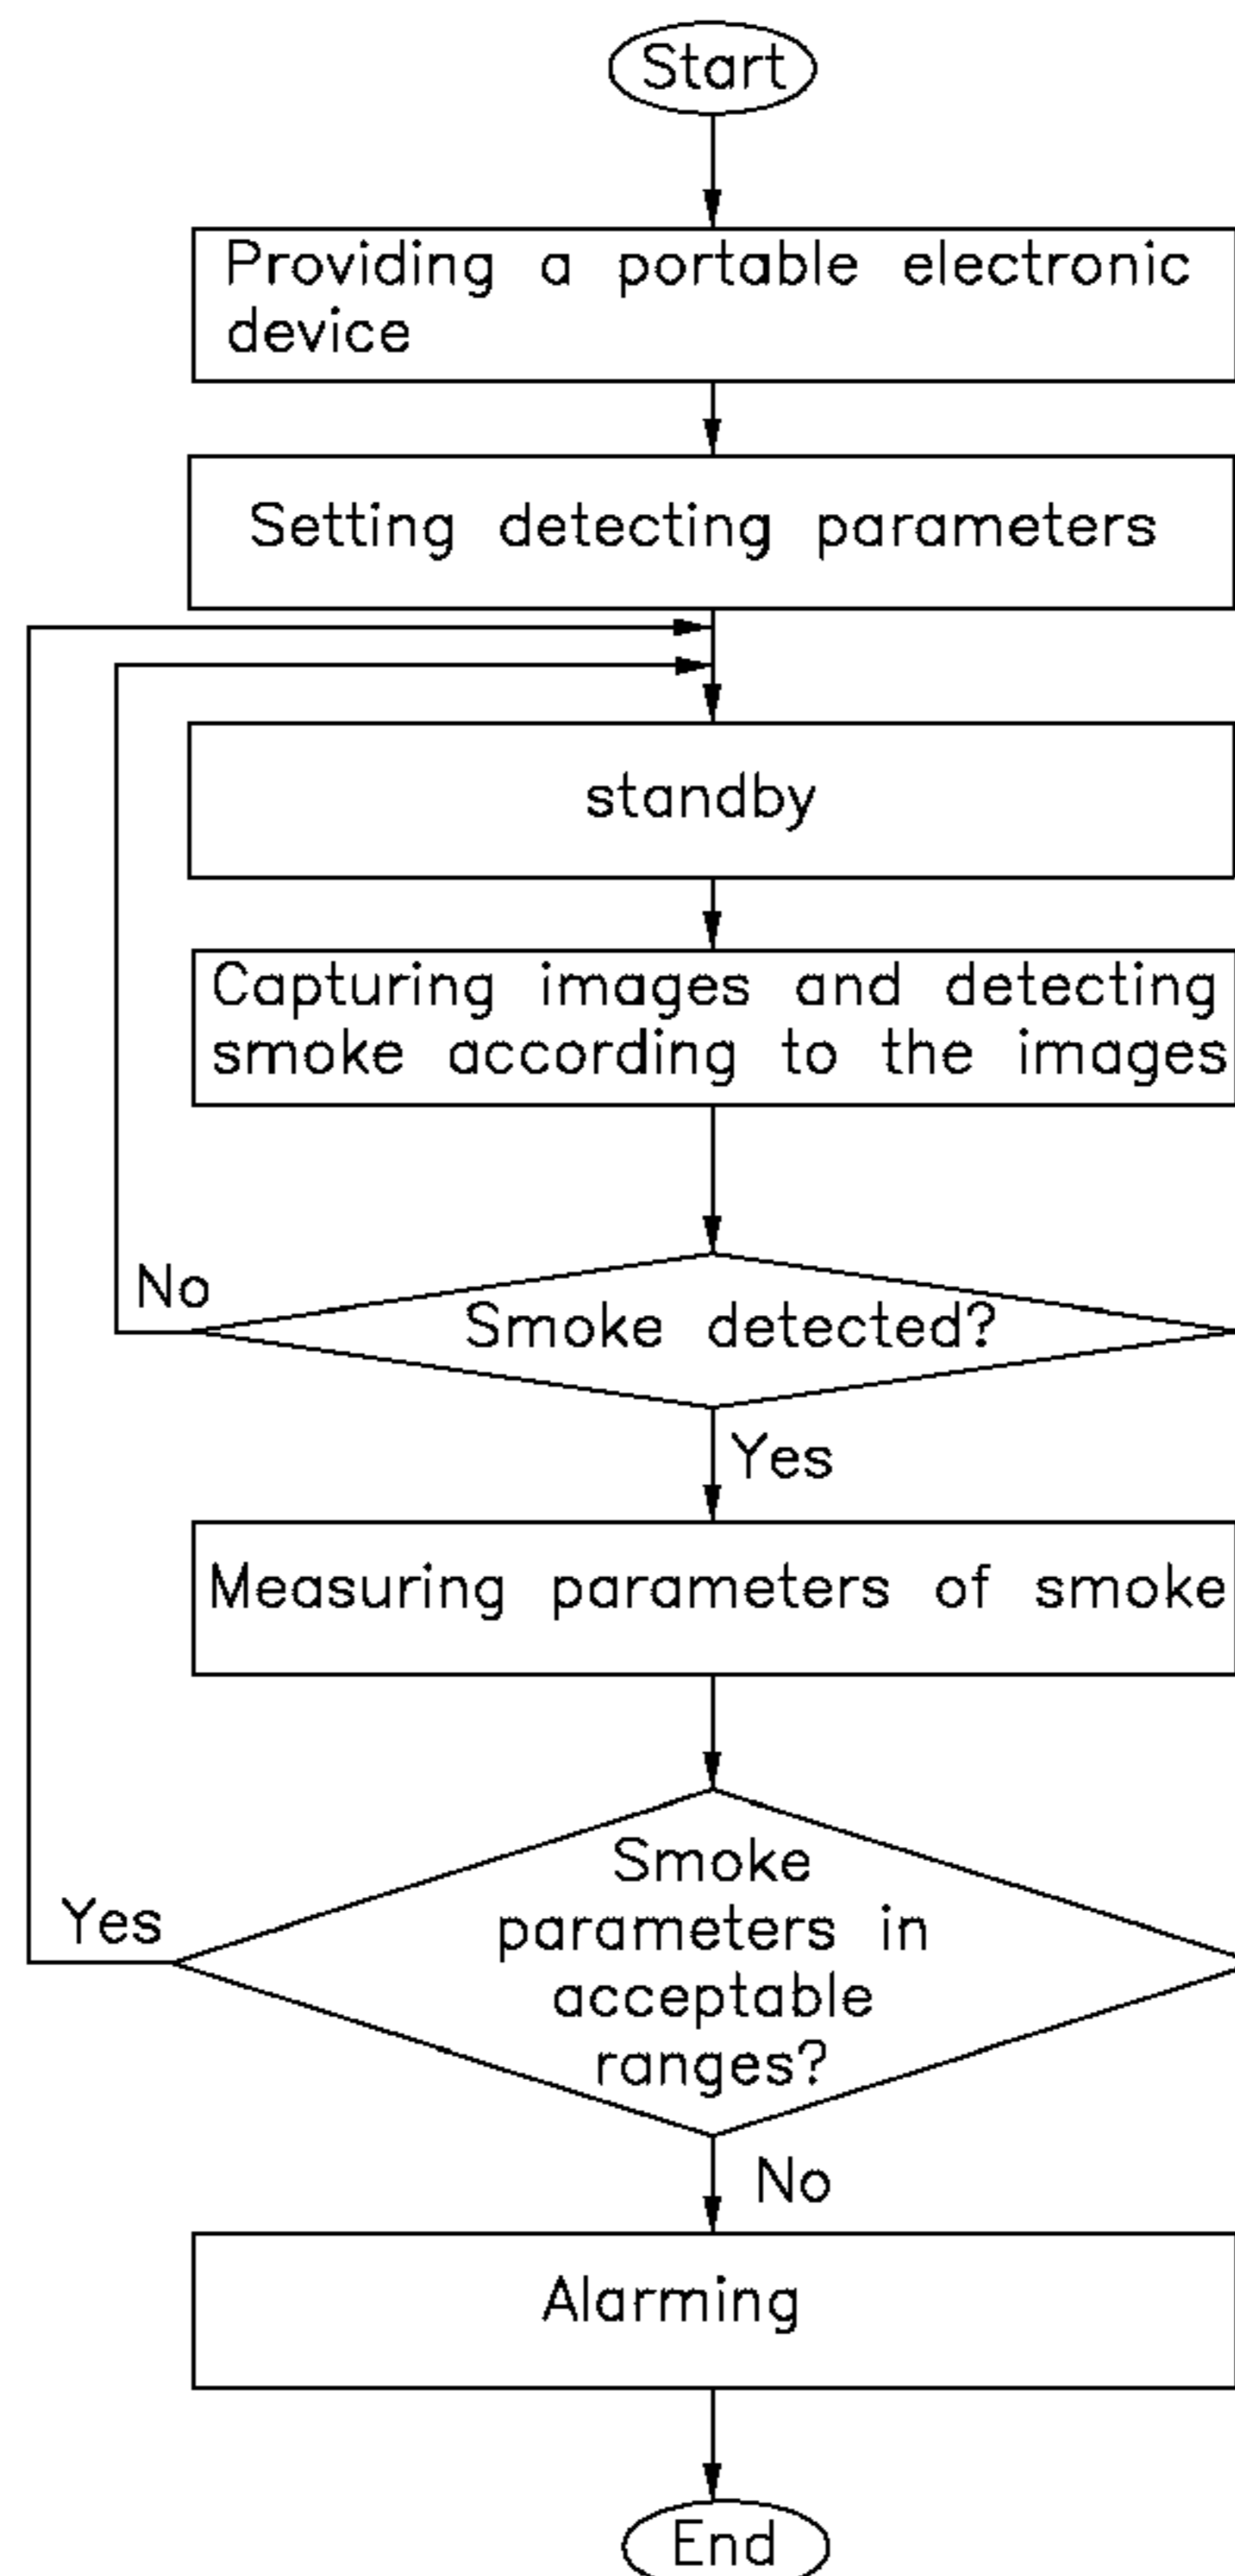 Start
Providing a portable electronic
device
Setting detecting parameters
standby
Capturing images and detecting
smoke according to the images
No
Smoke detected?
Yes
Measuring parameters of smoke
Smoke
parameters in
acceptable
ranges?
Yes
No
Alarming
End